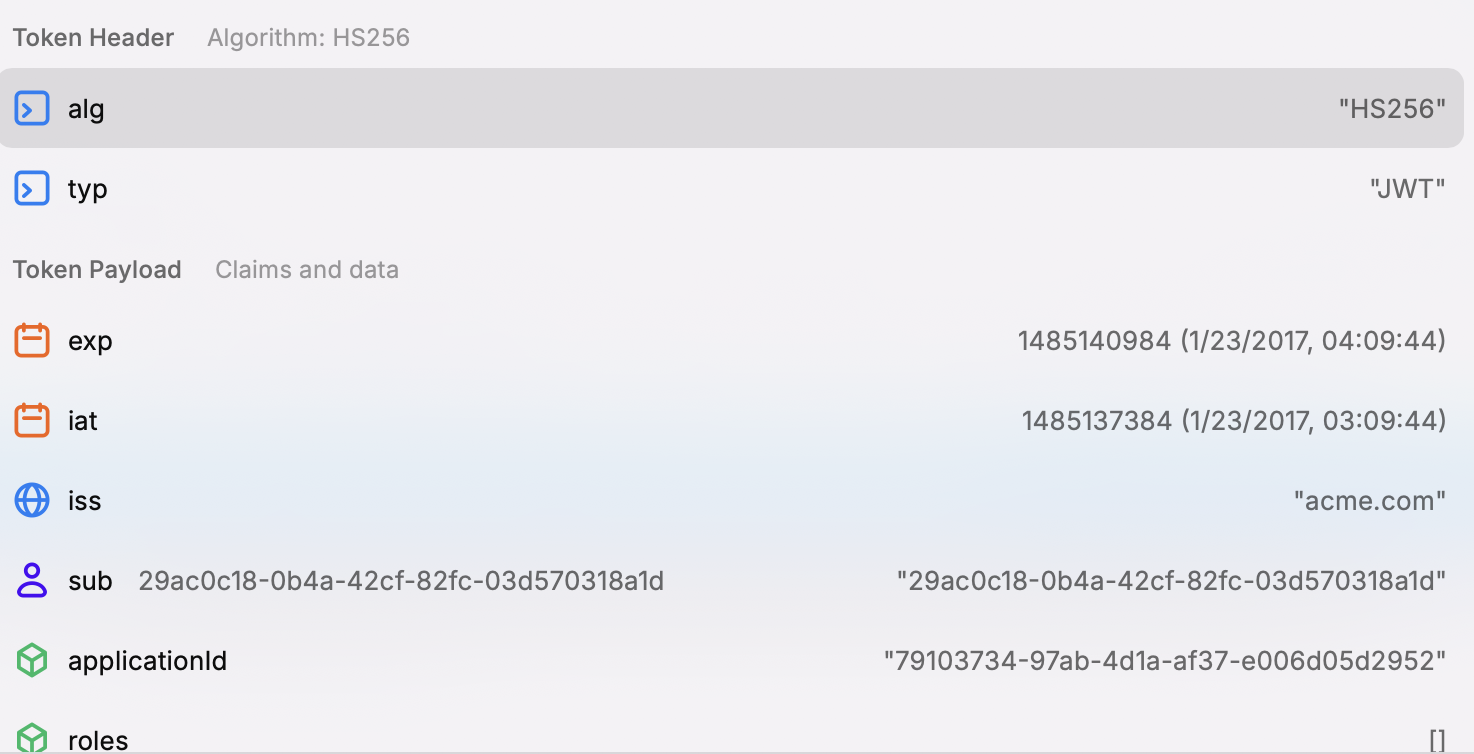 Token Header Algorithm: HS256
alg "HS256"
typ "JWT"
Token Payload Claims and data
exp 1485140984 (1/23/2017, 04:09:44)
iat 1485137384 (1/23/2017, 03:09:44)
iss "acme.com"
sub 29ac0c18-0b4a-42cf-82fc-03d570318a1d "29ac0c18-0b4a-42cf-82fc-03d570318a1d"
applicationId "79103734-97ab-4d1a-af37-e006d05d2952"
roles []